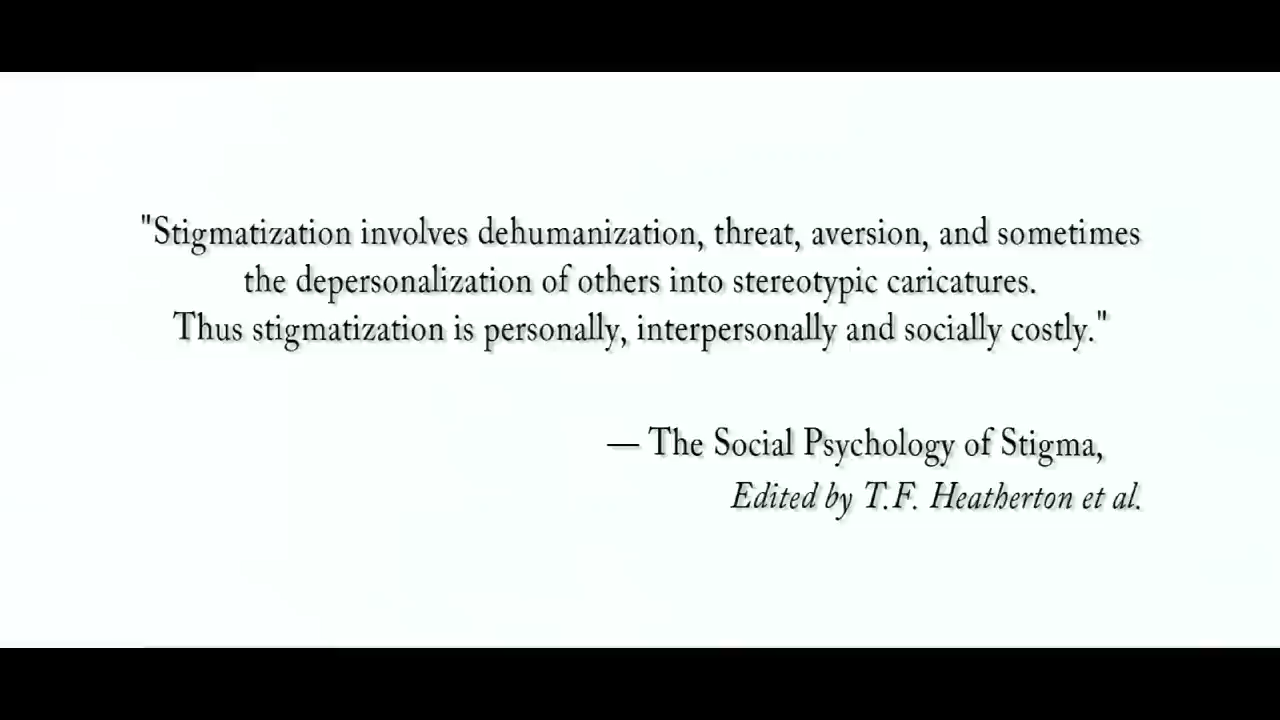 "Stigmatization involves dehumanization, threat, aversion, and sometimes
the depersonalization of others into stereotypic caricatures.
Thus stigmatization is personally, interpersonally and socially costly."
— The Social Psychology of Stigma,
Edited by T.F. Heatherton et al.